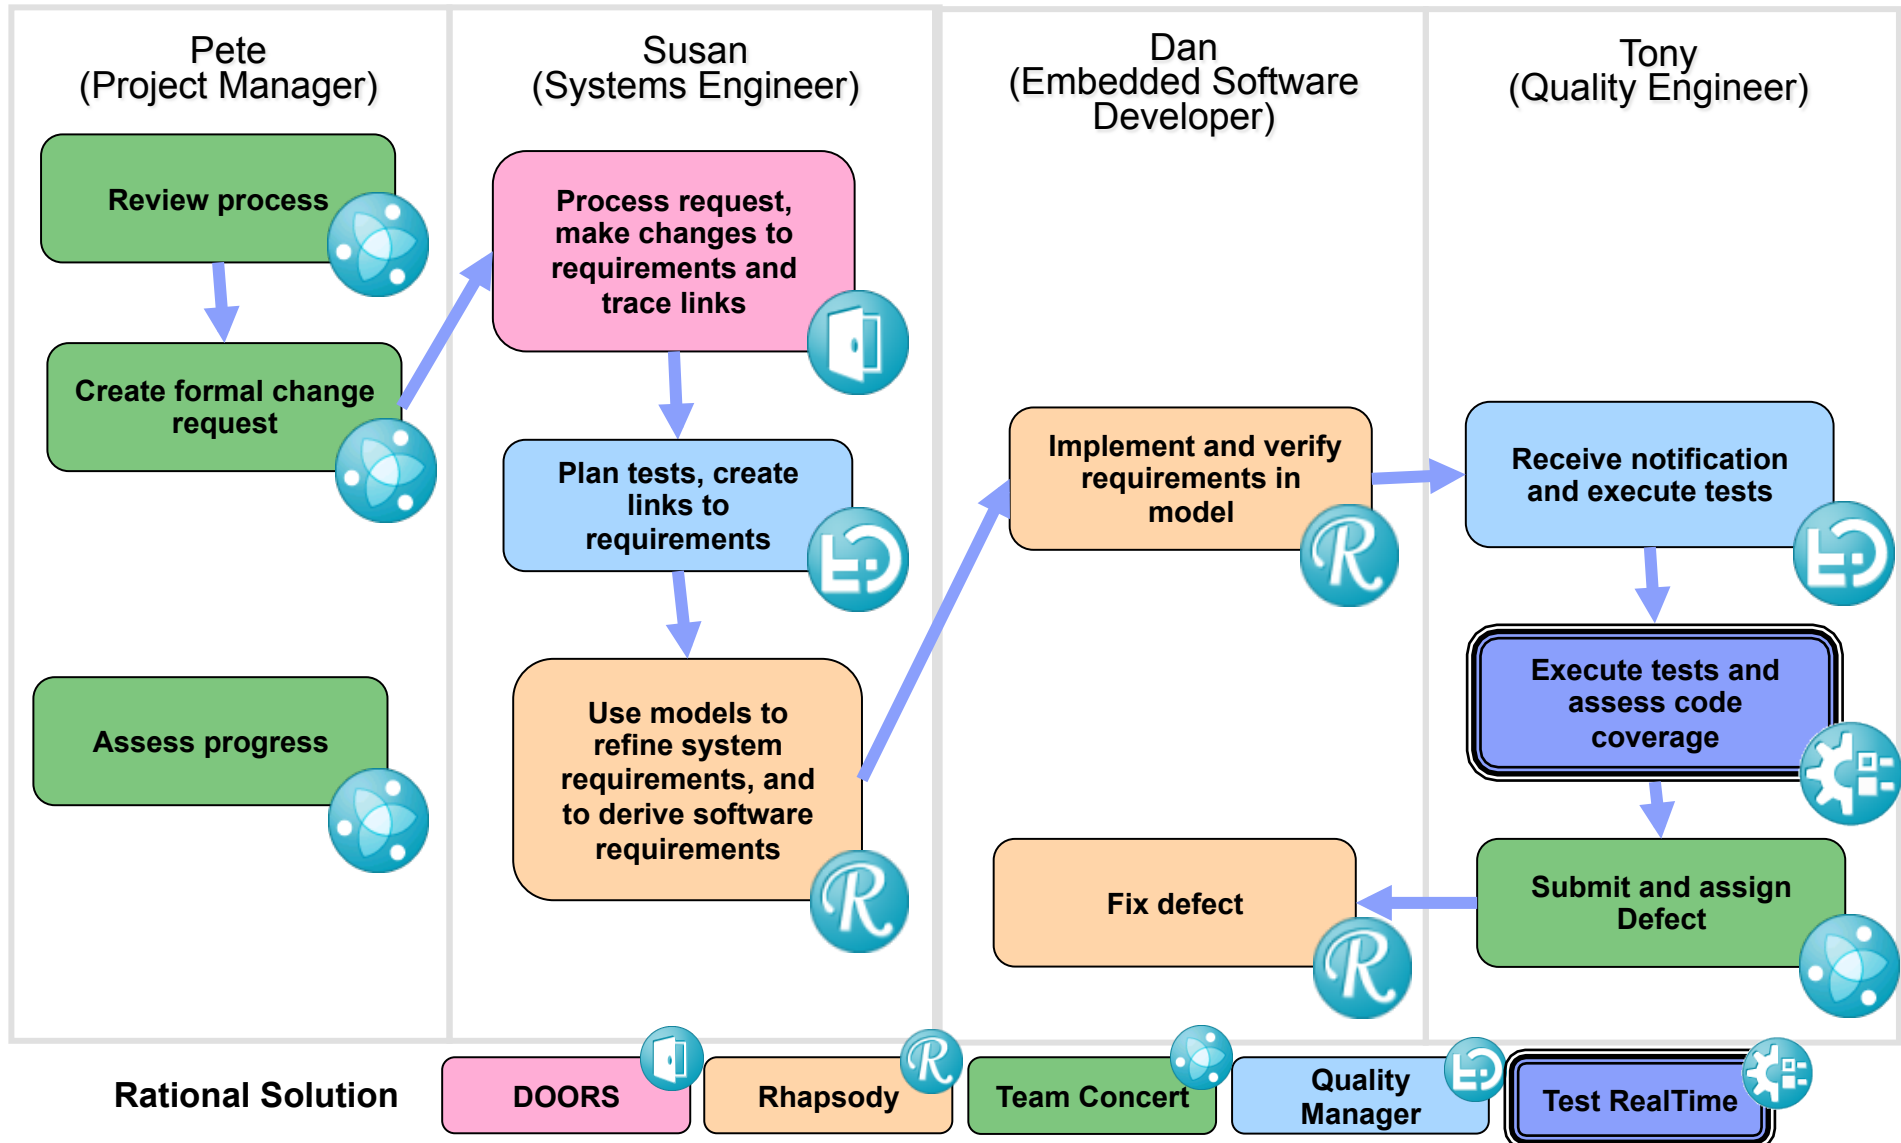 Pete
(Project Manager)
Susan
(Systems Engineer)
Dan
(Embedded Software
Developer)
Tony
(Quality Engineer)
Review process
Create formal change
request
Assess progress
Process request,
make changes to
requirements and
trace links
Plan tests, create
links to
requirements
Use models to
refine system
requirements, and
to derive software
requirements
Implement and verify
requirements in
model
Fix defect
Receive notification
and execute tests
Execute tests and
assess code
coverage
Submit and assign
Defect
Rational Solution
DOORS
Rhapsody
Team Concert
Quality
Manager
Test RealTime